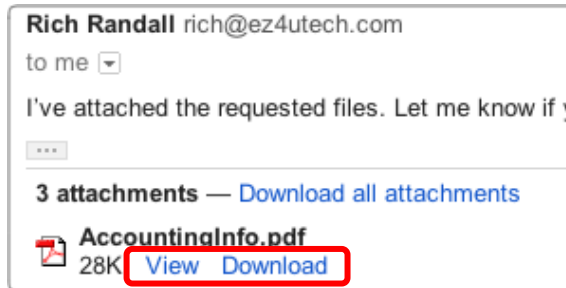 Rich Randall rich@ez4utech.com
to me
I've attached the requested files. Let me know if
...
3 attachments — Download all attachments
AccountingInfo.pdf
28K View Download